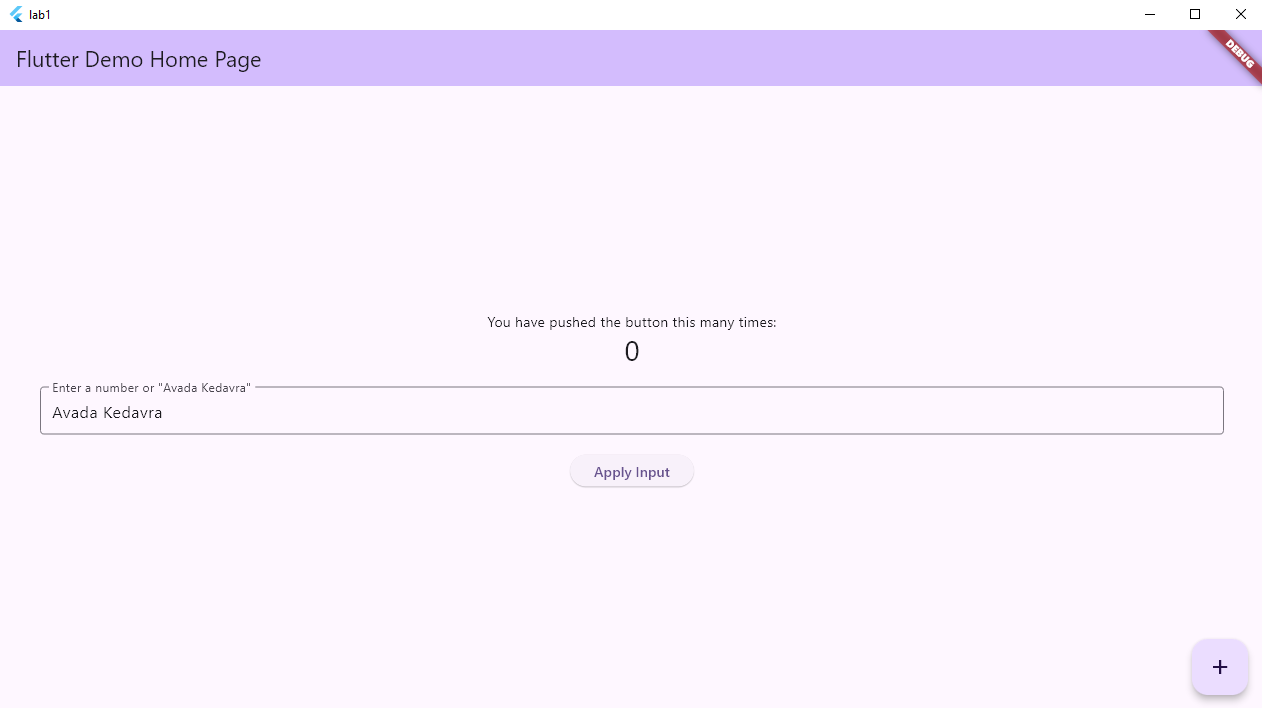 lab1
Flutter Demo Home Page
DEBUG
You have pushed the button this many times:
0
Enter a number or "Avada Kedavra"
Avada Kedavra
Apply Input
+